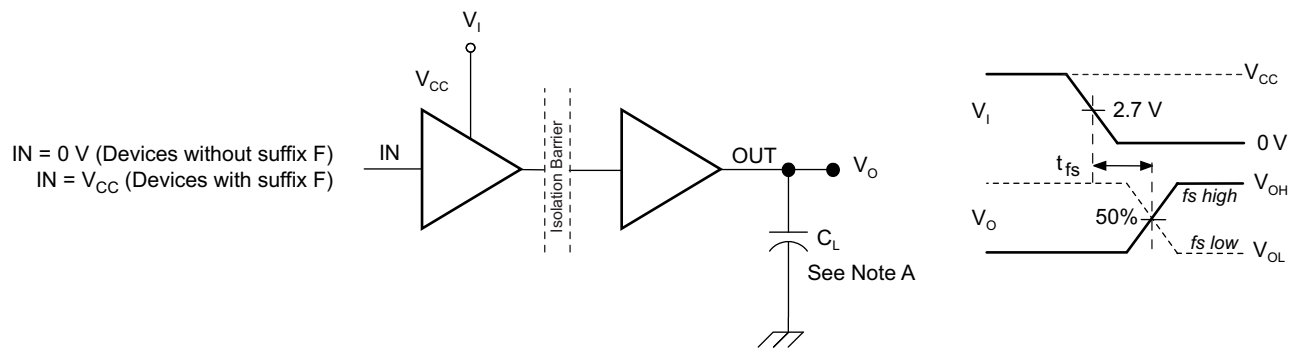 V_I
V_CC
IN = 0 V (Devices without suffix F)
IN = V_CC (Devices with suffix F)
IN
Isolation Barrier
OUT
V_O
C_L
See Note A
V_CC
V_I
2.7 V
0 V
t_fs
V_OH
fs high
V_O
50%
fs low
V_OL